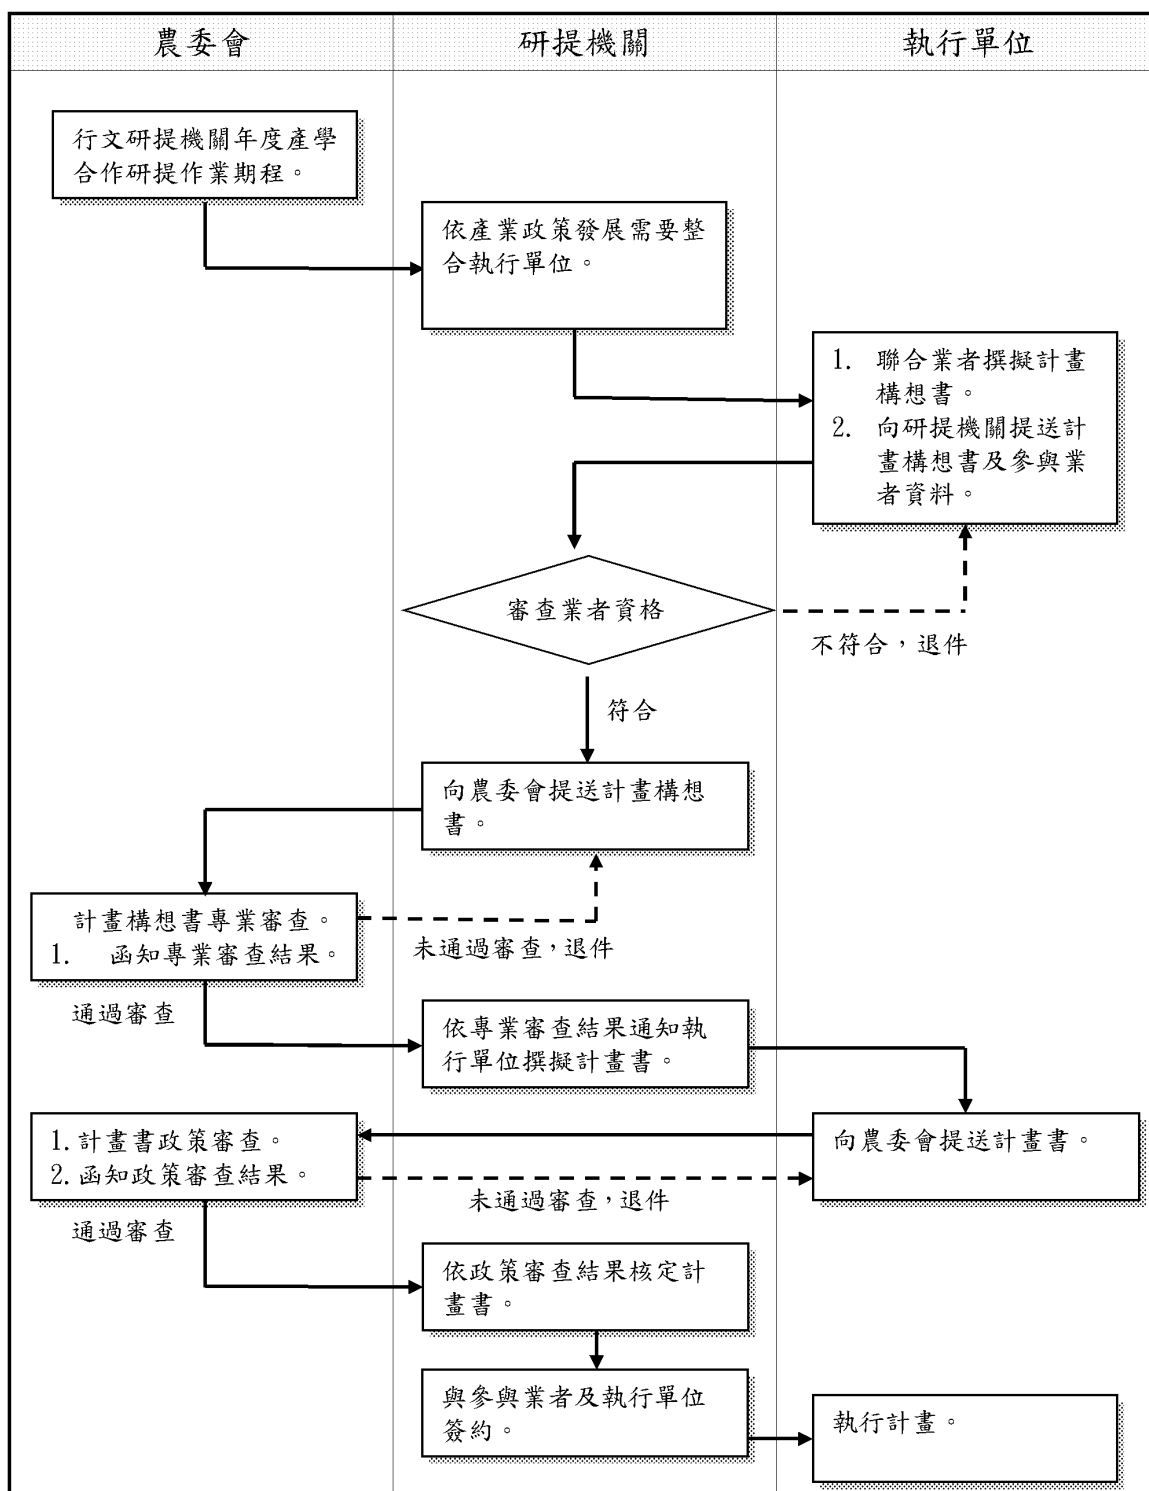 農委會
研提機關
執行單位
行文研提機關年度產學
合作研提作業期程。
依產業政策發展需要整
合執行單位。
1. 聯合業者撰擬計畫
構想書。
2. 向研提機關提送計
畫構想書及參與業
者資料。
審查業者資格
不符合，退件
符合
向農委會提送計畫構想
書。
計畫構想書專業審查。
1. 函知專業審查結果。
未通過審查，退件
通過審查
依專業審查結果通知執
行單位撰擬計畫書。
1.計畫書政策審查。
2.函知政策審查結果。
向農委會提送計畫書。
未通過審查，退件
通過審查
依政策審查結果核定計
畫書。
與參與業者及執行單位
簽約。
執行計畫。